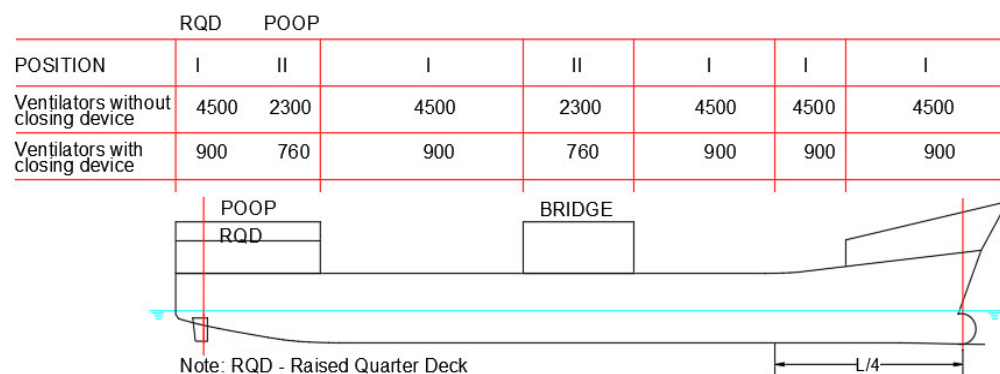 RQD POOP
POSITION I II I II I I I
Ventilators without closing device 4500 2300 4500 2300 4500 4500 4500
Ventilators with closing device 900 760 900 760 900 900 900
POOP BRIDGE
RQD
Note: RQD - Raised Quarter Deck L/4